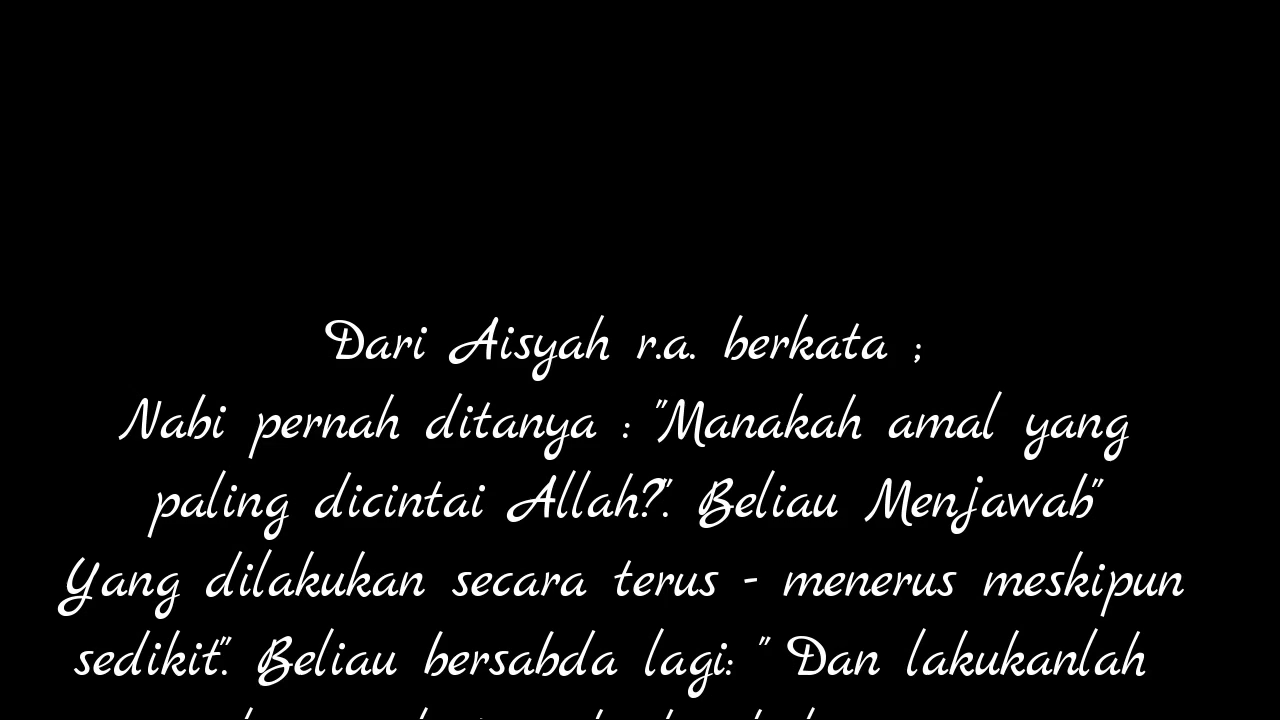 Dari Aisyah r.a. berkata ;
Nabi pernah ditanya : "Manakah amal yang
paling dicintai Allah?". Beliau Menjawab"
Yang dilakukan secara terus - menerus meskipun
sedikit". Beliau bersabda lagi: " Dan lakukanlah